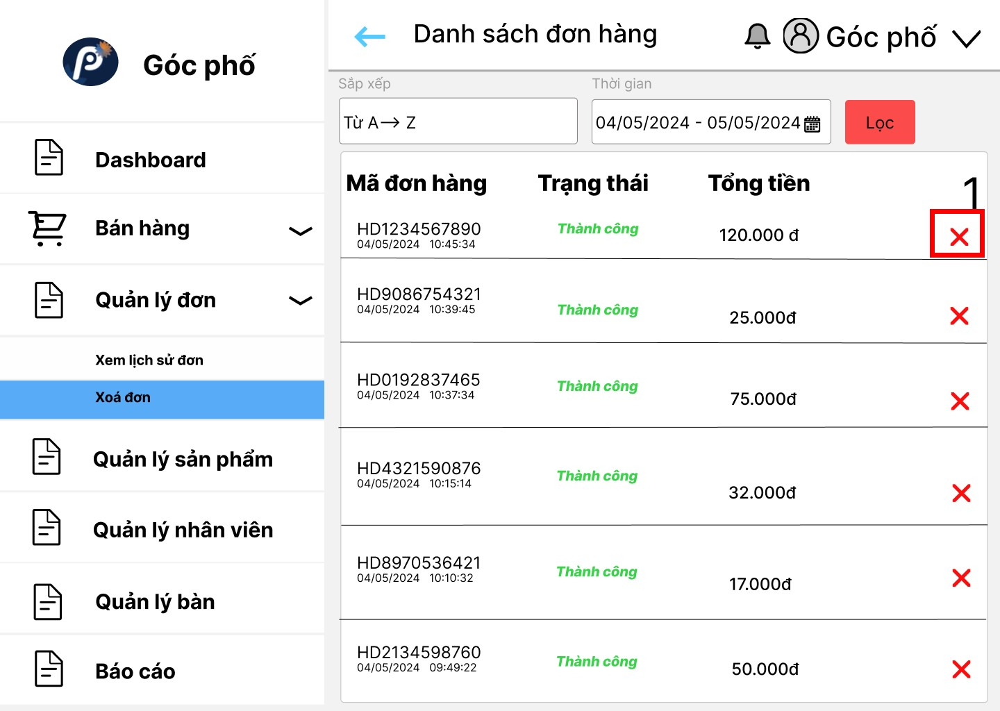 Góc phố
Dashboard
Bán hàng
Quản lý đơn
Xem lịch sử đơn
Xoá đơn
Quản lý sản phẩm
Quản lý nhân viên
Quản lý bàn
Báo cáo
Danh sách đơn hàng
Góc phố
Sắp xếp
Thời gian
Từ A→ Z
04/05/2024 - 05/05/2024
Lọc
Mã đơn hàng Trạng thái Tổng tiền
1
HD1234567890 Thành công 120.000 đ
04/05/2024 10:45:34
HD9086754321 Thành công 25.000đ
04/05/2024 10:39:45
HD0192837465 Thành công 75.000đ
04/05/2024 10:37:34
HD4321590876 Thành công 32.000đ
04/05/2024 10:15:14
HD8970536421 Thành công 17.000đ
04/05/2024 10:10:32
HD2134598760 Thành công 50.000đ
04/05/2024 09:49:22